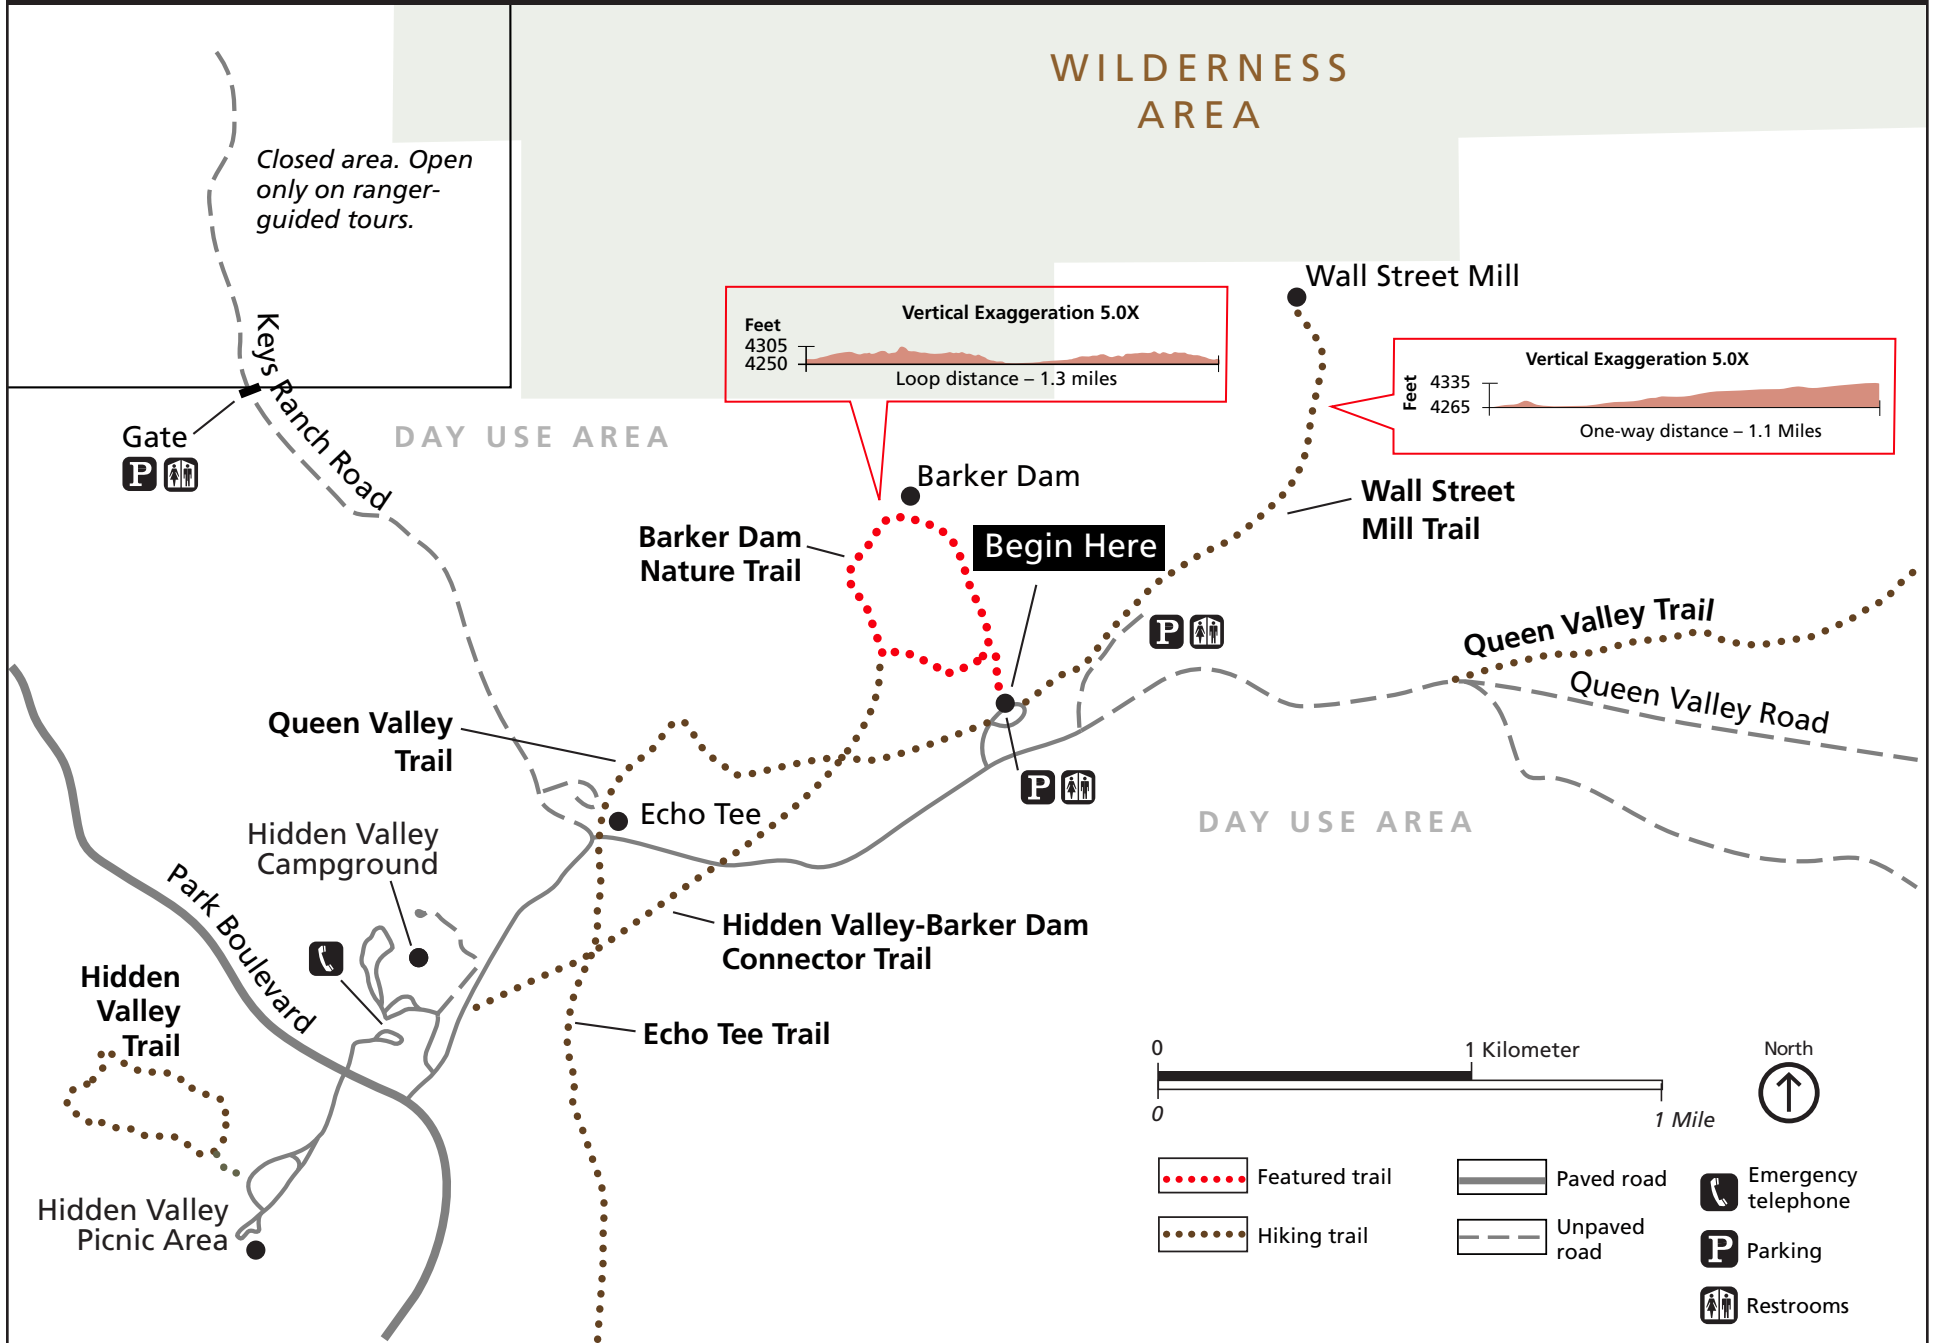 WILDERNESS
AREA
Closed area. Open
only on ranger-
guided tours.
Wall Street Mill
Vertical Exaggeration 5.0X
Feet
4305
4250
Loop distance – 1.3 miles
Keys Ranch Road
Vertical Exaggeration 5.0X
Feet
4335
4265
One-way distance – 1.1 Miles
Gate
P
DAY USE AREA
Barker Dam
Wall Street
Mill Trail
Barker Dam
Nature Trail
Begin Here
P
Queen Valley Trail
Queen Valley Road
Queen Valley
Trail
P
Echo Tee
DAY USE AREA
Hidden Valley
Campground
Park Boulevard
Hidden Valley-Barker Dam
Connector Trail
Hidden
Valley
Trail
Echo Tee Trail
0
1 Kilometer
North
0
1 Mile
Featured trail
Paved road
Emergency
telephone
Hidden Valley
Picnic Area
Hiking trail
Unpaved
road
P
Parking
Restrooms